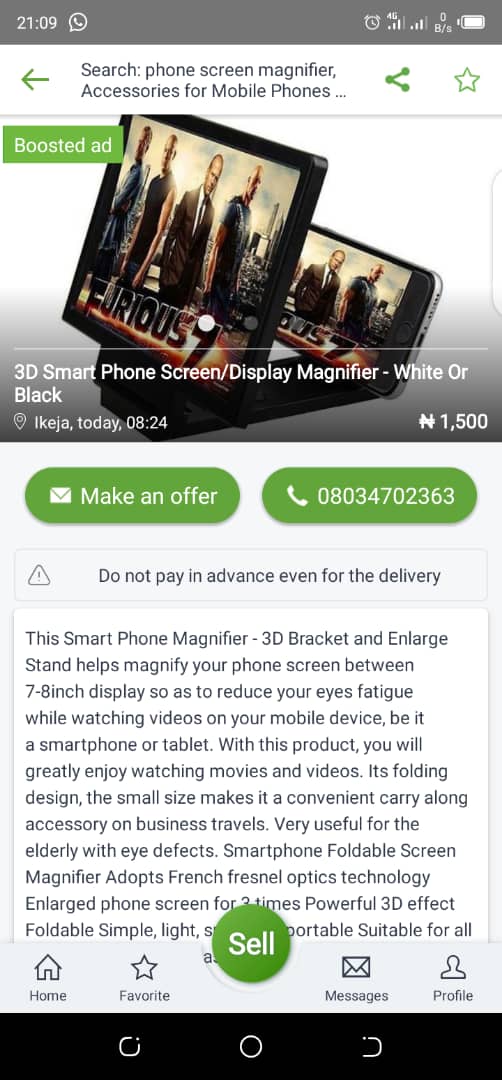 21:09
4G
0
B/s
Search: phone screen magnifier,
Accessories for Mobile Phones ...
Boosted ad
FURIOUS 7
3D Smart Phone Screen/Display Magnifier - White Or
Black
Ikeja, today, 08:24
₦ 1,500
Make an offer
08034702363
Do not pay in advance even for the delivery
This Smart Phone Magnifier - 3D Bracket and Enlarge
Stand helps magnify your phone screen between
7-8inch display so as to reduce your eyes fatigue
while watching videos on your mobile device, be it
a smartphone or tablet. With this product, you will
greatly enjoy watching movies and videos. Its folding
design, the small size makes it a convenient carry along
accessory on business travels. Very useful for the
elderly with eye defects. Smartphone Foldable Screen
Magnifier Adopts French fresnel optics technology
Enlarged phone screen for 3 times Powerful 3D effect
Foldable Simple, light, portable Suitable for all
Sell
Home
Favorite
Messages
Profile